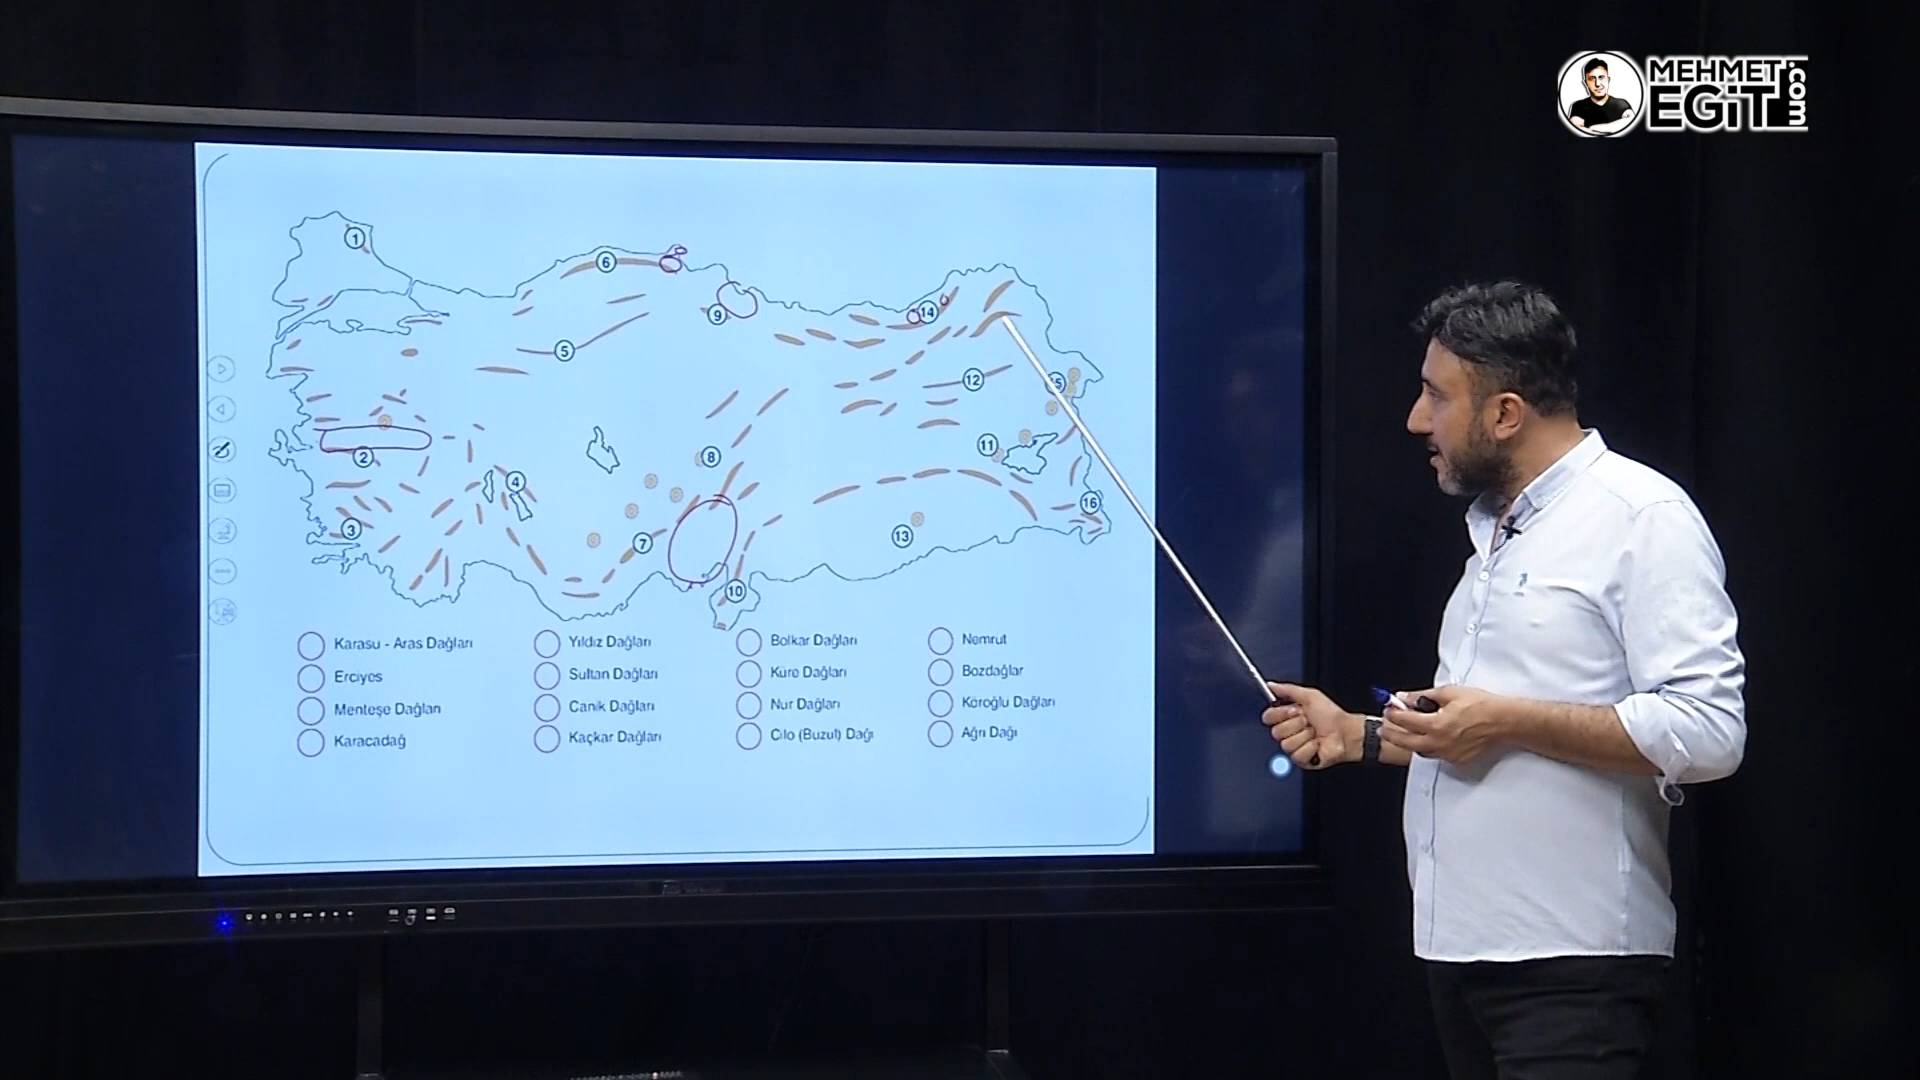 MEHMET
EGİT
.com
1
6
9
14
5
12
15
2
8
11
4
16
3
7
13
10
Karasu - Aras Dağları
Yıldız Dağları
Bolkar Dağları
Nemrut
Erciyes
Sultan Dağları
Küre Dağları
Bozdağlar
Menteşe Dağları
Canik Dağları
Nur Dağları
Köroğlu Dağları
Karacadağ
Kaçkar Dağları
Cilo (Buzul) Dağı
Ağrı Dağı